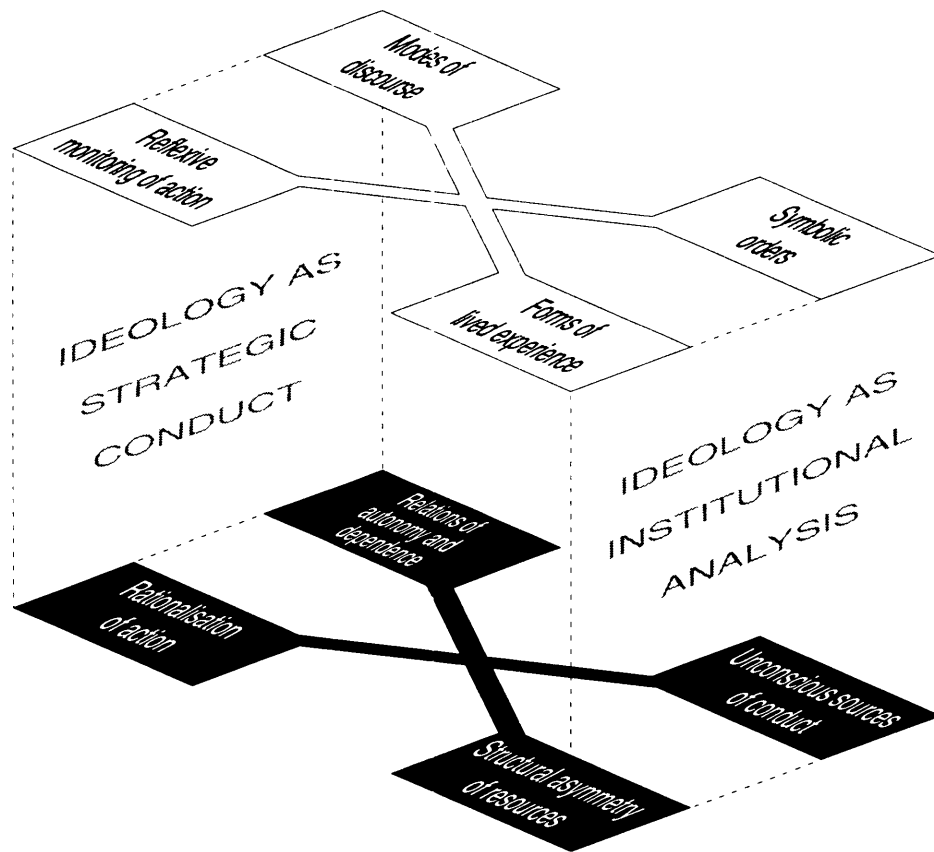 Modes of
discourse
Reflexive
monitoring of action
Symbolic
orders
Forms of
lived experience
IDEOLOGY AS
STRATEGIC
CONDUCT
IDEOLOGY AS
INSTITUTIONAL
ANALYSIS
Relations of
autonomy and
dependence
Rationalisation
of action
Unconscious sources
of conduct
Structural asymmetry
of resources